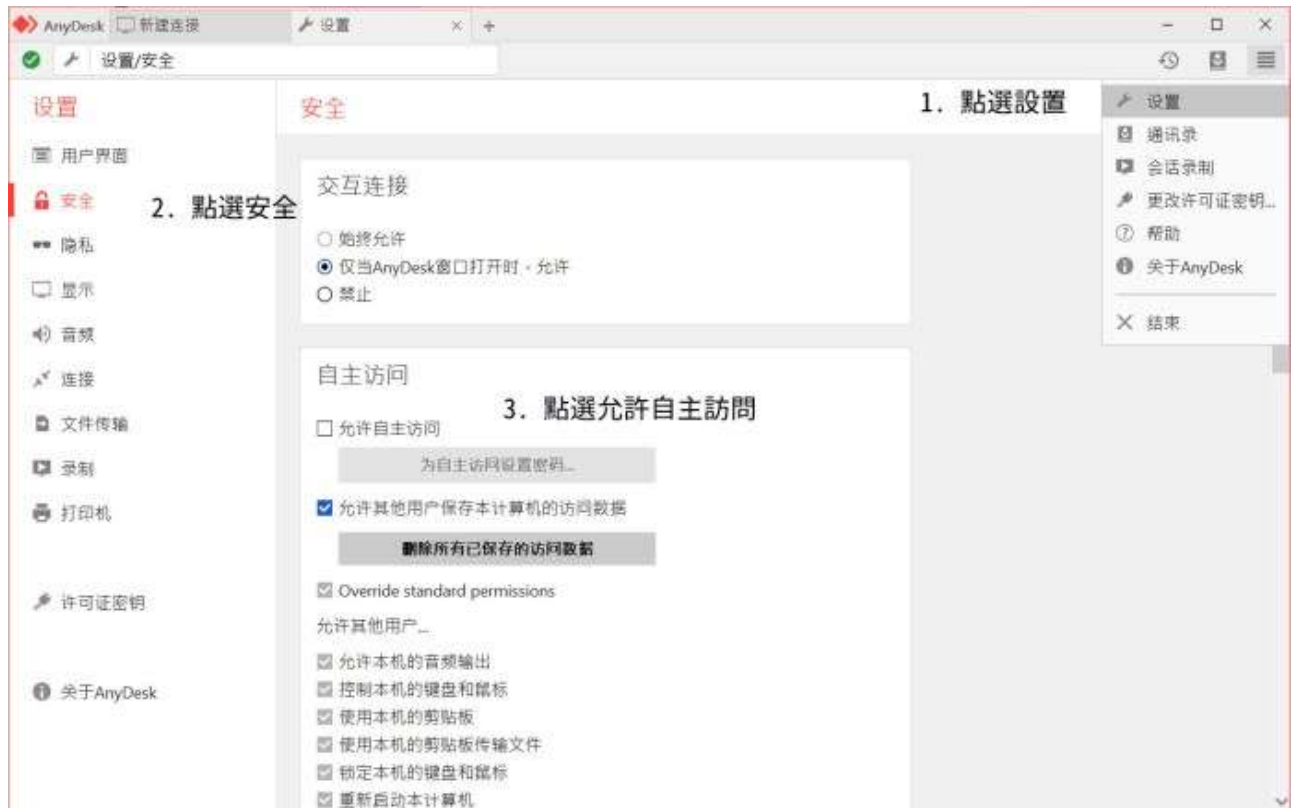 AnyDesk 新建连接 设置 × +
设置/安全
设置
用户界面
安全
隐私
显示
音频
连接
文件传输
录制
打印机
许可证密钥
关于AnyDesk
安全
1. 點選設置
2. 點選安全
交互连接
始终允许
仅当AnyDesk窗口打开时，允许
禁止
自主访问
3. 點選允許自主訪問
允许自主访问
为自主访问设置密码...
允许其他用户保存本计算机的访问数据
删除所有已保存的访问数据
Override standard permissions
允许其他用户...
允许本机的音频输出
控制本机的键盘和鼠标
使用本机的剪贴板
使用本机的剪贴板传输文件
锁定本机的键盘和鼠标
重新启动本计算机
设置
通讯录
会话录制
更改许可证密钥...
帮助
关于AnyDesk
结束